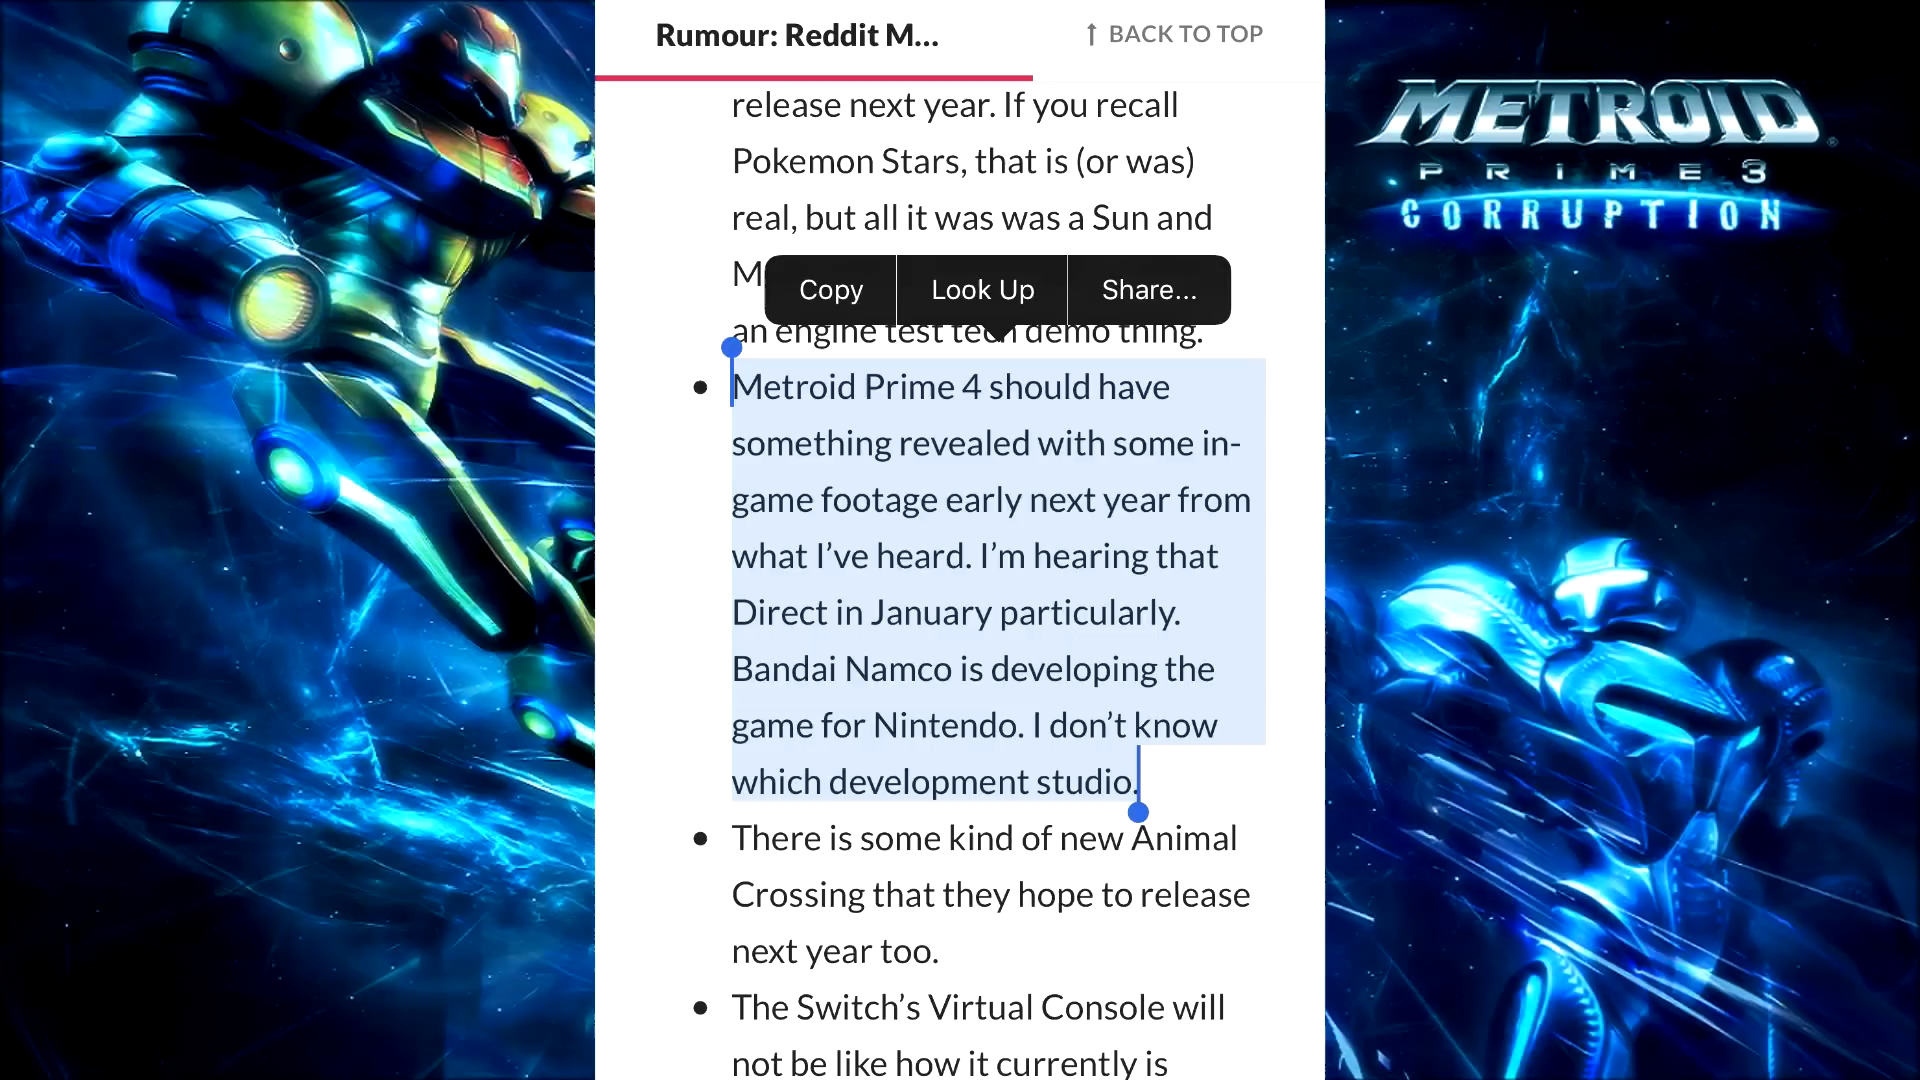 Rumour: Reddit M...
↑ BACK TO TOP
release next year. If you recall
Pokemon Stars, that is (or was)
real, but all it was was a Sun and
M
Copy
Look Up
Share...
an engine test tech demo thing.
• Metroid Prime 4 should have
something revealed with some in-
game footage early next year from
what I’ve heard. I’m hearing that
Direct in January particularly.
Bandai Namco is developing the
game for Nintendo. I don’t know
which development studio.
• There is some kind of new Animal
Crossing that they hope to release
next year too.
• The Switch’s Virtual Console will
not be like how it currently is
METROID®
PRIME 3
CORRUPTION